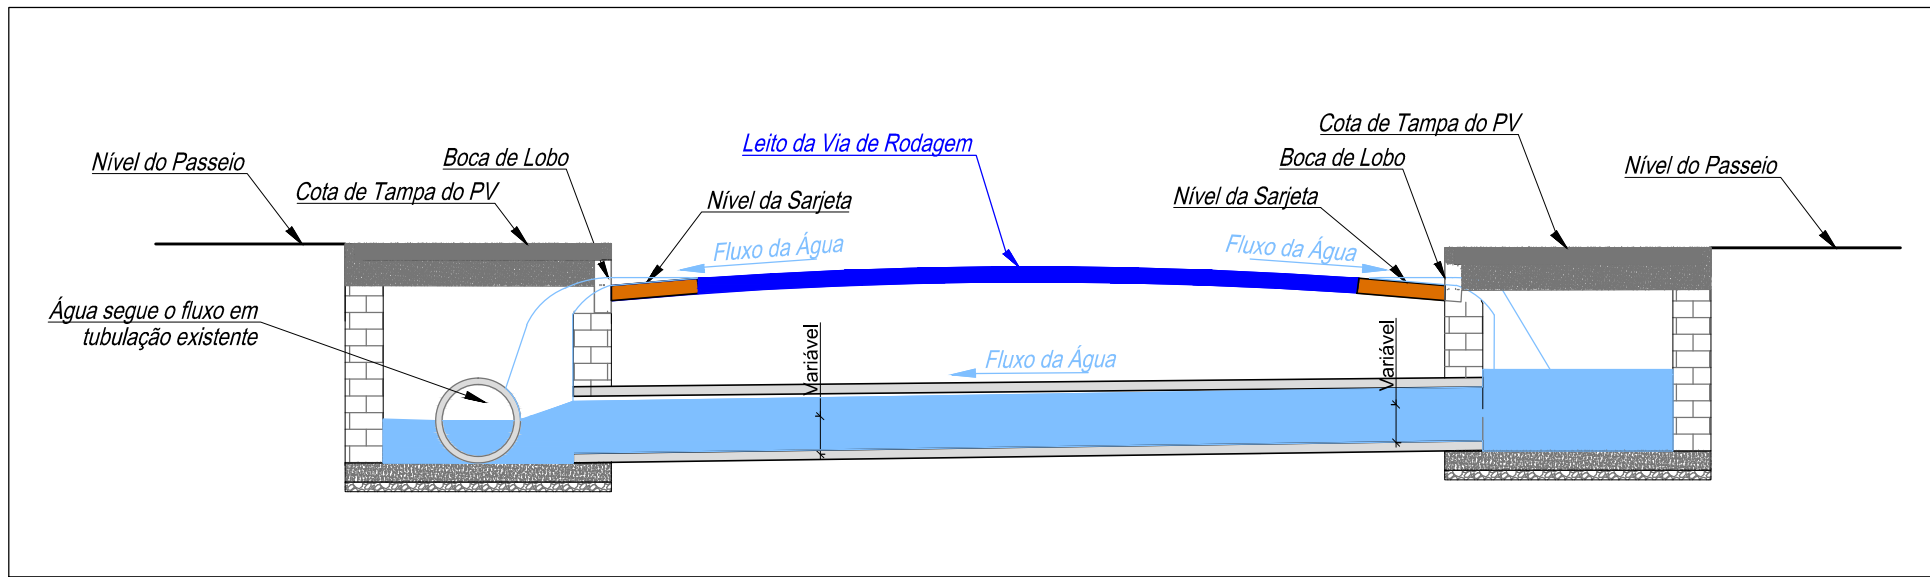 Cota de Tampa do PV
Leito da Via de Rodagem
Nível do Passeio
Boca de Lobo
Boca de Lobo
Nível do Passeio
Cota de Tampa do PV
Nível da Sarjeta
Nível da Sarjeta
Fluxo da Água
Fluxo da Água
Água segue o fluxo em
tubulação existente
Variável
Fluxo da Água
Variável